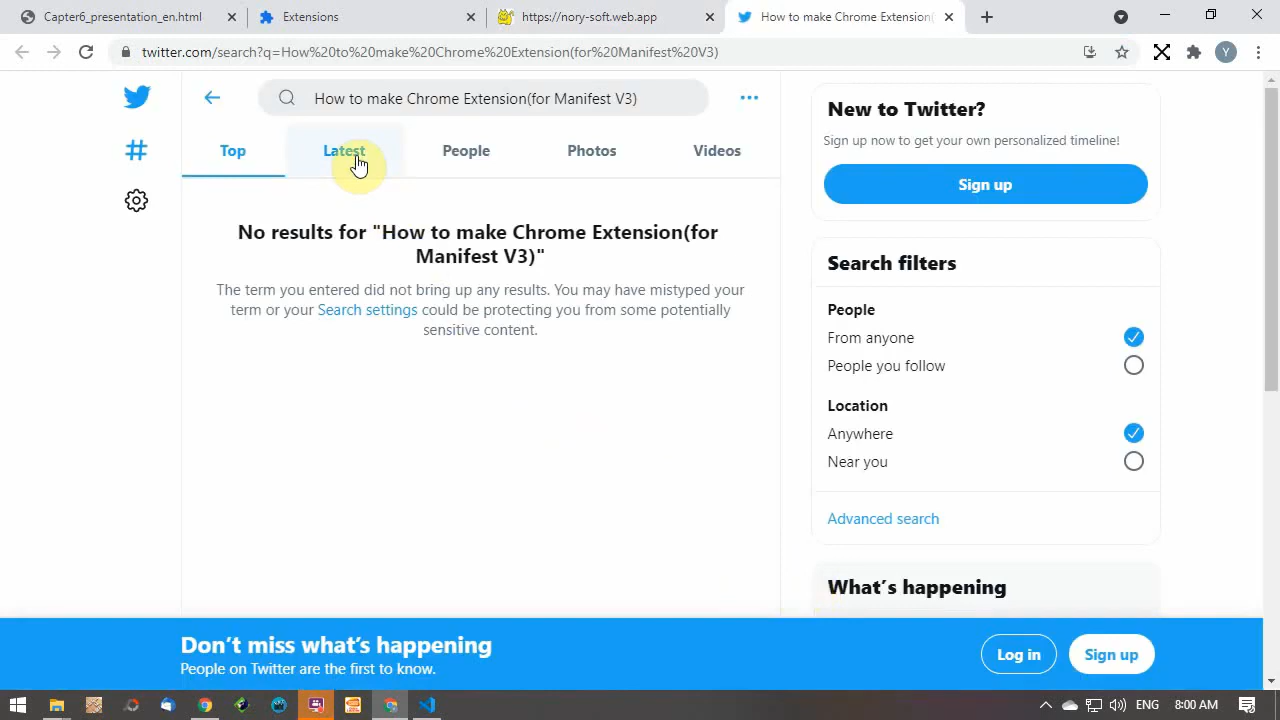 Capter6_presentation_en.html
Extensions
https://nory-soft.web.app
How to make Chrome Extension(
twitter.com/search?q=How%20to%20make%20Chrome%20Extension(for%20Manifest%20V3)
Y
How to make Chrome Extension(for Manifest V3)
Top
Latest
People
Photos
Videos
No results for "How to make Chrome Extension(for
Manifest V3)"
The term you entered did not bring up any results. You may have mistyped your
term or your Search settings could be protecting you from some potentially
sensitive content.
New to Twitter?
Sign up now to get your own personalized timeline!
Sign up
Search filters
People
From anyone
People you follow
Location
Anywhere
Near you
Advanced search
What's happening
Don't miss what's happening
People on Twitter are the first to know.
Log in
Sign up
ENG
8:00 AM